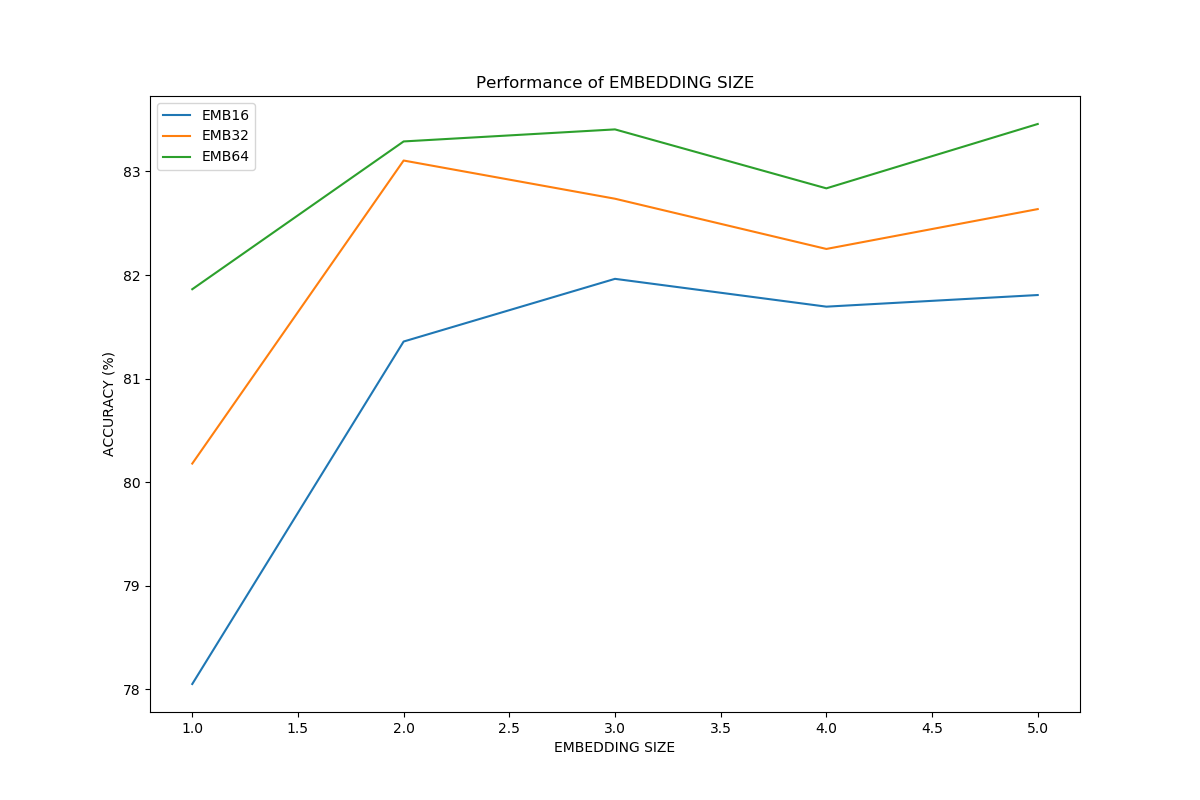 Performance of EMBEDDING SIZE
EMB16
EMB32
EMB64
83
82
81
80
79
78
ACCURACY (%)
1.0 1.5 2.0 2.5 3.0 3.5 4.0 4.5 5.0
EMBEDDING SIZE